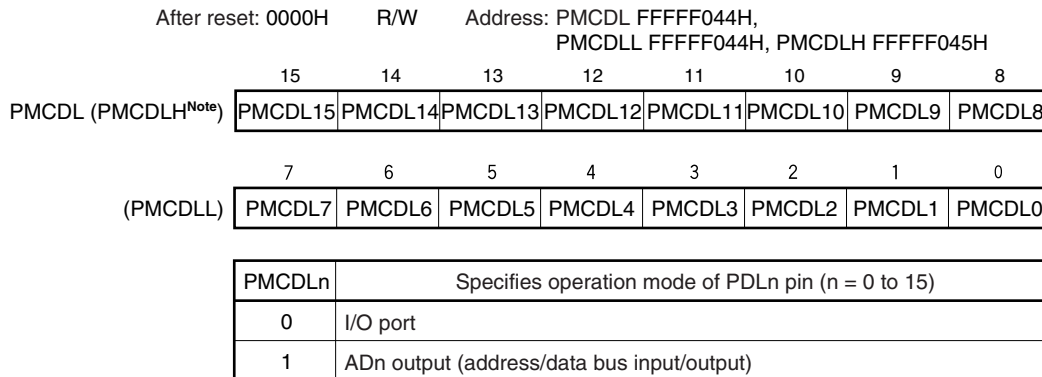 After reset: 0000H R/W Address: PMCDL FFFFF044H,
PMCDLL FFFFF044H, PMCDLH FFFFF045H
15 14 13 12 11 10 9 8
PMCDL (PMCDLH^Note) PMCDL15 PMCDL14 PMCDL13 PMCDL12 PMCDL11 PMCDL10 PMCDL9 PMCDL8
7 6 5 4 3 2 1 0
(PMCDLL) PMCDL7 PMCDL6 PMCDL5 PMCDL4 PMCDL3 PMCDL2 PMCDL1 PMCDL0
PMCDLn Specifies operation mode of PDLn pin (n = 0 to 15)
0 I/O port
1 ADn output (address/data bus input/output)